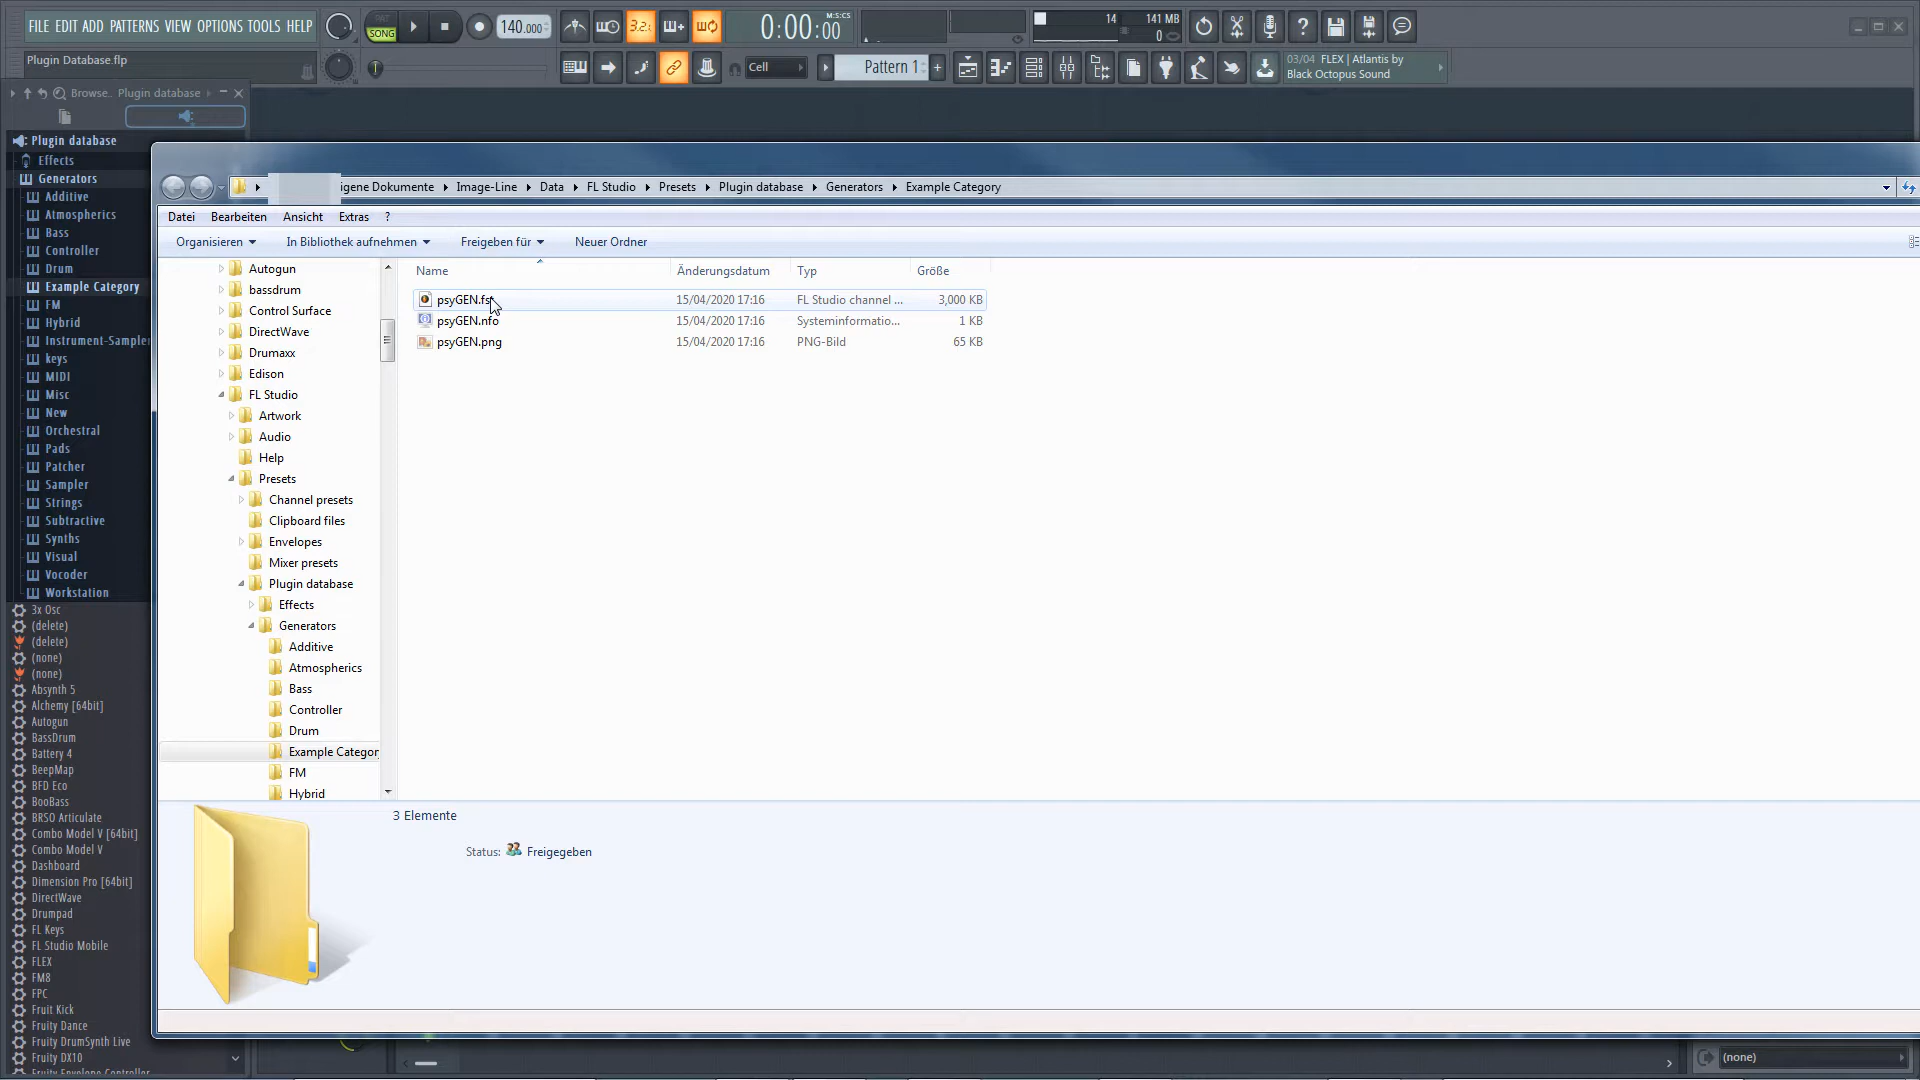 FILE EDIT ADD PATTERNS VIEW OPTIONS TOOLS HELP
PAT
SONG
140.000
3.2.
0:00:00
M:S:CS
14
141 MB
0
Plugin Database.flp
Cell
Pattern 1
03/04 FLEX | Atlantis by
Black Octopus Sound
Browse.. Plugin database
Plugin database
Effects
Generators
Additive
Atmospherics
Bass
Controller
Drum
Example Category
FM
Hybrid
Instrument-Sampler
keys
MIDI
Misc
New
Orchestral
Pads
Patcher
Sampler
Strings
Subtractive
Synths
Visual
Vocoder
Workstation
3x Osc
(delete)
(delete)
(none)
(none)
Absynth 5
Alchemy [64bit]
Autogun
BassDrum
Battery 4
BeepMap
BFD Eco
BooBass
BRSO Articulate
Combo Model V [64bit]
Combo Model V
Dashboard
Dimension Pro [64bit]
DirectWave
Drumpad
FL Keys
FL Studio Mobile
FLEX
FM8
FPC
Fruit Kick
Fruity Dance
Fruity DrumSynth Live
Fruity DX10
Fruity Envelope Controller
igene Dokumente Image-Line Data FL Studio Presets Plugin database Generators Example Category
Datei Bearbeiten Ansicht Extras ?
Organisieren In Bibliothek aufnehmen Freigeben für Neuer Ordner
Autogun
bassdrum
Control Surface
DirectWave
Drumaxx
Edison
FL Studio
Artwork
Audio
Help
Presets
Channel presets
Clipboard files
Envelopes
Mixer presets
Plugin database
Effects
Generators
Additive
Atmospherics
Bass
Controller
Drum
Example Categor
FM
Hybrid
Name Änderungsdatum Typ Größe
psyGEN.fst 15/04/2020 17:16 FL Studio channel ... 3,000 KB
psyGEN.nfo 15/04/2020 17:16 Systeminformatio... 1 KB
psyGEN.png 15/04/2020 17:16 PNG-Bild 65 KB
3 Elemente
Status: Freigegeben
(none)